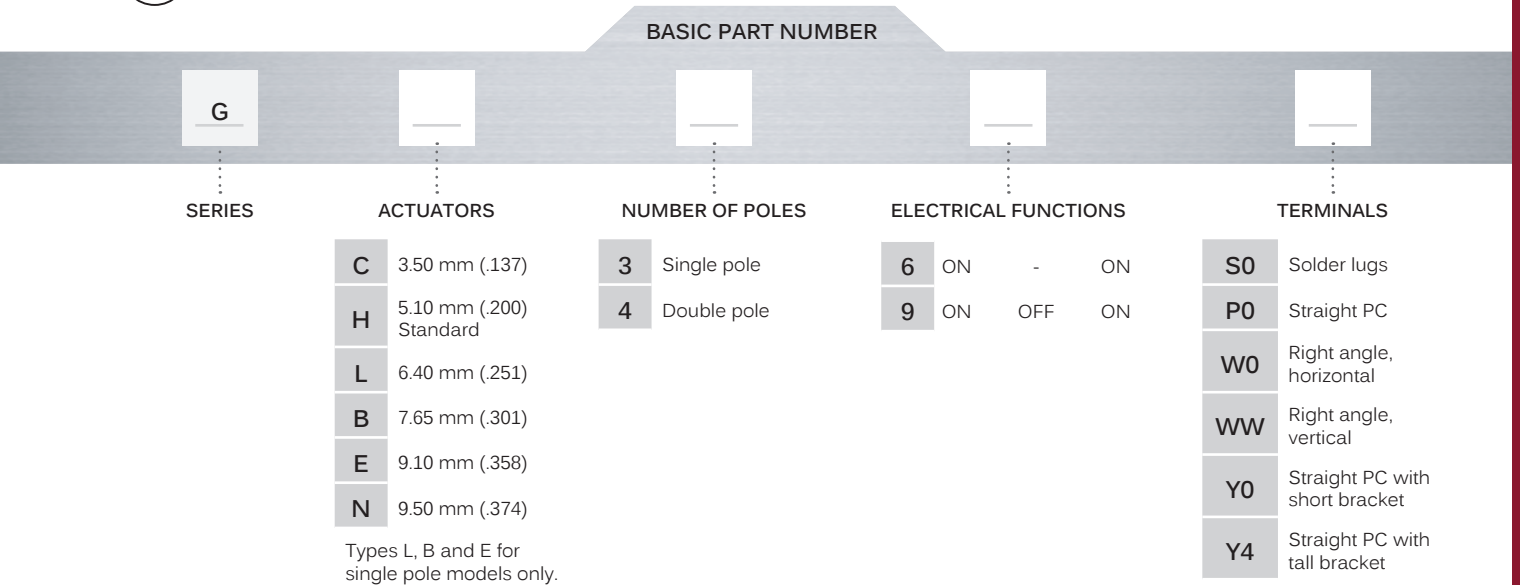 BASIC PART NUMBER
G
SERIES
ACTUATORS
C 3.50 mm (.137)
H 5.10 mm (.200)
Standard
L 6.40 mm (.251)
B 7.65 mm (.301)
E 9.10 mm (.358)
N 9.50 mm (.374)
Types L, B and E for
single pole models only.
NUMBER OF POLES
3 Single pole
4 Double pole
ELECTRICAL FUNCTIONS
6 ON - ON
9 ON OFF ON
TERMINALS
S0 Solder lugs
P0 Straight PC
W0 Right angle,
horizontal
WW Right angle,
vertical
Y0 Straight PC with
short bracket
Y4 Straight PC with
tall bracket